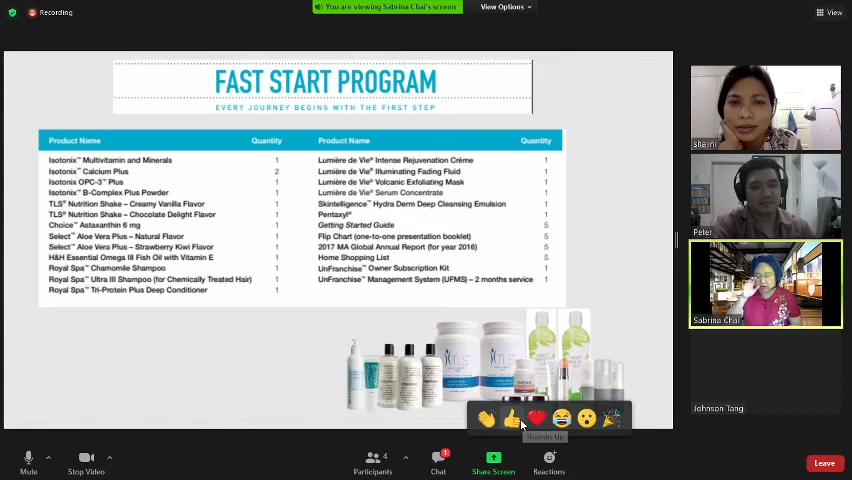 Recording
You are viewing Sabrina Chai's screen
View Options
View
FAST START PROGRAM
EVERY JOURNEY BEGINS WITH THE FIRST STEP
Product Name Quantity Product Name Quantity
Isotonix™ Multivitamin and Minerals 1 Lumière de Vie® Intense Rejuvenation Crème 1
Isotonix™ Calcium Plus 2 Lumière de Vie® Illuminating Fading Fluid 1
Isotonix OPC-3™ Plus 1 Lumière de Vie® Volcanic Exfoliating Mask 1
Isotonix™ B-Complex Plus Powder 1 Lumière de Vie® Serum Concentrate 1
TLS® Nutrition Shake – Creamy Vanilla Flavor 1 Skintelligence™ Hydra Derm Deep Cleansing Emulsion 1
TLS® Nutrition Shake – Chocolate Delight Flavor 1 Pentaxyl® 1
Choice™ Astaxanthin 6 mg 1 Getting Started Guide 5
Select™ Aloe Vera Plus – Natural Flavor 1 Flip Chart (one-to-one presentation booklet) 5
Select™ Aloe Vera Plus – Strawberry Kiwi Flavor 1 2017 MA Global Annual Report (for year 2016) 5
H&H Essential Omega III Fish Oil with Vitamin E 1 Home Shopping List 5
Royal Spa™ Chamomile Shampoo 1 UnFranchise™ Owner Subscription Kit 1
Royal Spa™ Ultra III Shampoo (for Chemically Treated Hair) 1 UnFranchise™ Management System (UFMS) – 2 months service 1
Royal Spa™ Tri-Protein Plus Deep Conditioner 1
TLS TLS
CHOICE
Thumbs Up
shaini
Peter
Sabrina Chai
Johnson Tang
Mute
Stop Video
Participants 4
Chat 1
Share Screen
Reactions
Leave